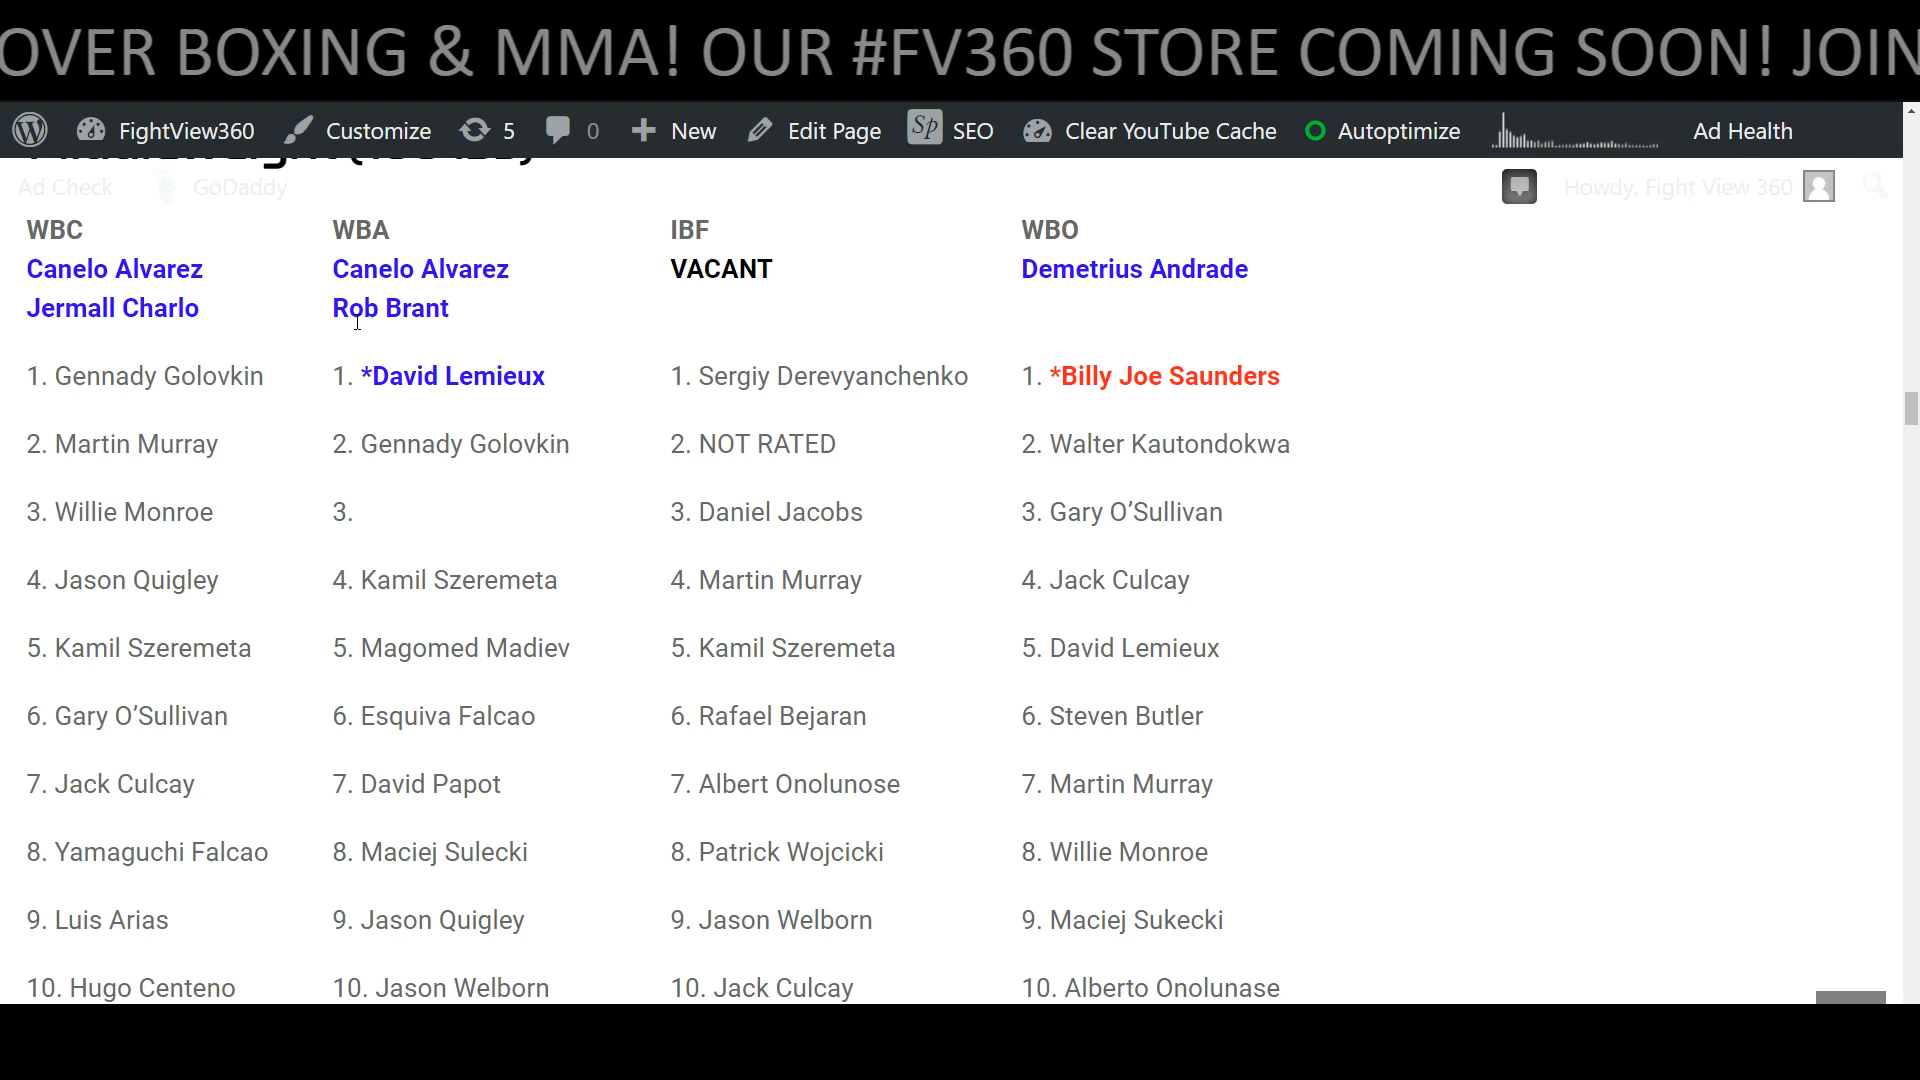 OVER BOXING & MMA! OUR #FV360 STORE COMING SOON! JOIN
FightView360 Customize 5 0 New Edit Page Sp SEO Clear YouTube Cache Autoptimize Ad Health
Ad Check GoDaddy Howdy, Fight View 360
WBC WBA IBF WBO
Canelo Alvarez Canelo Alvarez VACANT Demetrius Andrade
Jermall Charlo Rob Brant
1. Gennady Golovkin 1. *David Lemieux 1. Sergiy Derevyanchenko 1. *Billy Joe Saunders
2. Martin Murray 2. Gennady Golovkin 2. NOT RATED 2. Walter Kautondokwa
3. Willie Monroe 3. 3. Daniel Jacobs 3. Gary O’Sullivan
4. Jason Quigley 4. Kamil Szeremeta 4. Martin Murray 4. Jack Culcay
5. Kamil Szeremeta 5. Magomed Madiev 5. Kamil Szeremeta 5. David Lemieux
6. Gary O’Sullivan 6. Esquiva Falcao 6. Rafael Bejaran 6. Steven Butler
7. Jack Culcay 7. David Papot 7. Albert Onolunose 7. Martin Murray
8. Yamaguchi Falcao 8. Maciej Sulecki 8. Patrick Wojcicki 8. Willie Monroe
9. Luis Arias 9. Jason Quigley 9. Jason Welborn 9. Maciej Sukecki
10. Hugo Centeno 10. Jason Welborn 10. Jack Culcay 10. Alberto Onolunase